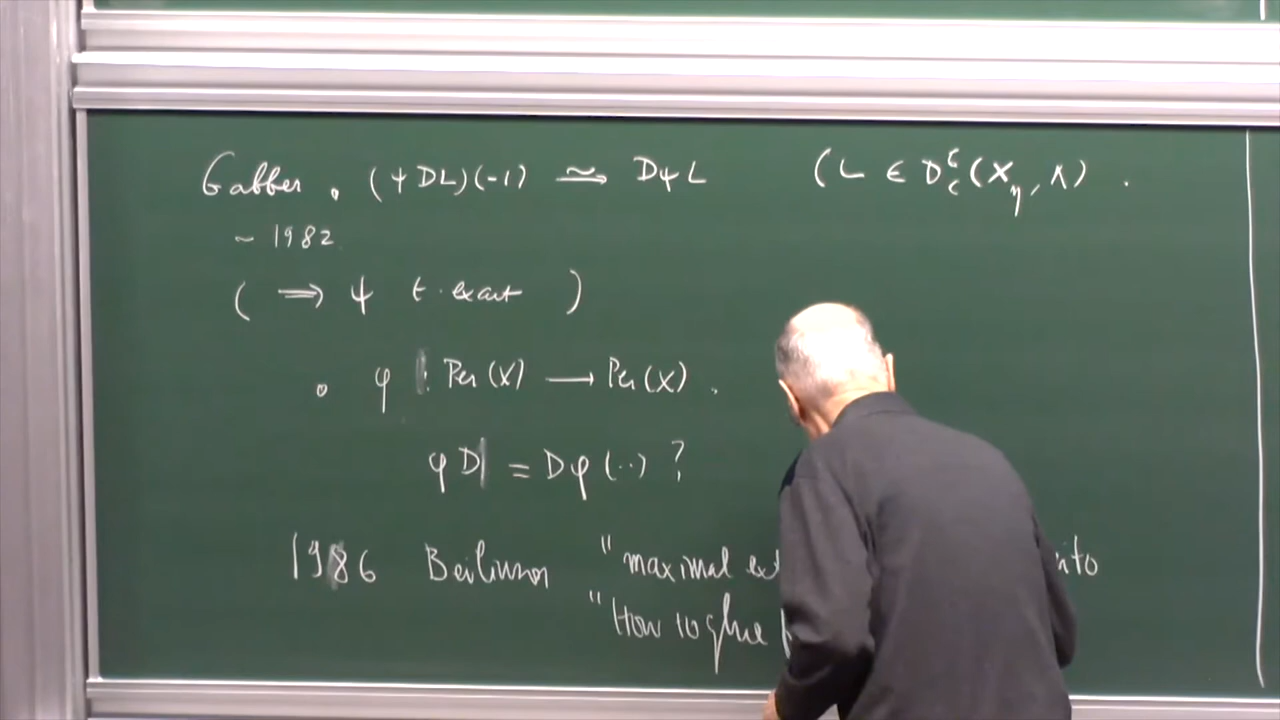 Gabber . (ψDL)(-1) ⥲ DψL (L ∈ D^b_c(X_η, Λ) .
~ 1982
( ⟹ ψ t.exact )
∘ φ : Per(X) ⟶ Per(X) .
φD = Dφ(..) ?
1986 Beilinson "maximal ext
"How to glue